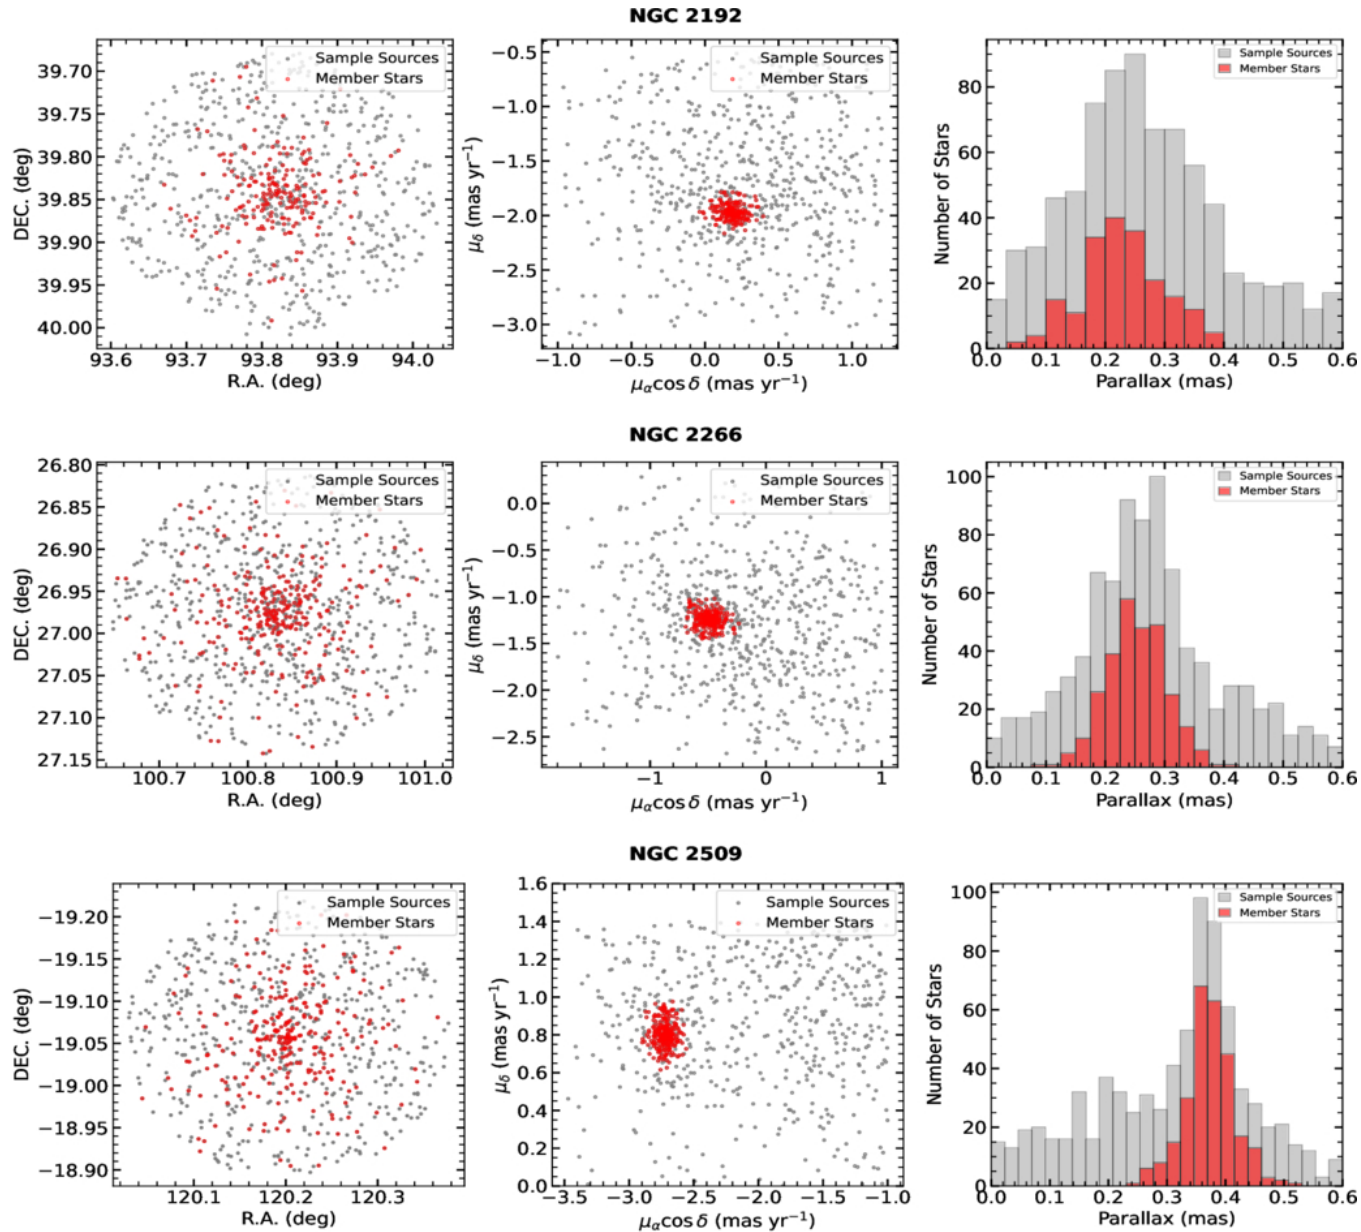 NGC 2192
39.70
39.75
39.80
39.85
39.90
39.95
40.00
DEC. (deg)
93.6 93.7 93.8 93.9 94.0
R.A. (deg)
Sample Sources
Member Stars
−0.5
−1.0
−1.5
−2.0
−2.5
−3.0
μδ (mas yr⁻¹)
−1.0 −0.5 0.0 0.5 1.0
μαcos δ (mas yr⁻¹)
Sample Sources
Member Stars
80
60
40
20
0
Number of Stars
0.0 0.1 0.2 0.3 0.4 0.5 0.6
Parallax (mas)
Sample Sources
Member Stars
NGC 2266
26.80
26.85
26.90
26.95
27.00
27.05
27.10
27.15
DEC. (deg)
100.7 100.8 100.9 101.0
R.A. (deg)
Sample Sources
Member Stars
0.0
−0.5
−1.0
−1.5
−2.0
−2.5
μδ (mas yr⁻¹)
−1 0 1
μαcos δ (mas yr⁻¹)
Sample Sources
Member Stars
100
80
60
40
20
0
Number of Stars
0.0 0.1 0.2 0.3 0.4 0.5 0.6
Parallax (mas)
Sample Sources
Member Stars
NGC 2509
−19.20
−19.15
−19.10
−19.05
−19.00
−18.95
−18.90
DEC. (deg)
120.1 120.2 120.3
R.A. (deg)
Sample Sources
Member Stars
1.6
1.4
1.2
1.0
0.8
0.6
0.4
0.2
0.0
μδ (mas yr⁻¹)
−3.5 −3.0 −2.5 −2.0 −1.5 −1.0
μαcos δ (mas yr⁻¹)
Sample Sources
Member Stars
100
80
60
40
20
0
Number of Stars
0.0 0.1 0.2 0.3 0.4 0.5 0.6
Parallax (mas)
Sample Sources
Member Stars